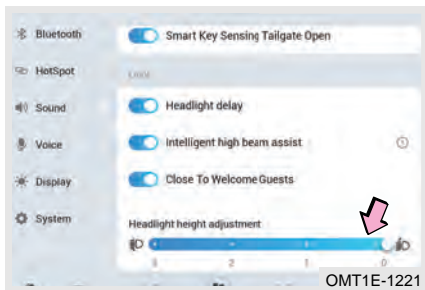 Bluetooth
Smart Key Sensing Tailgate Open
HotSpot
Sound
Headlight delay
Voice
Intelligent high beam assist
Display
Close To Welcome Guests
System
Headlight height adjustment
3 2 1 0
OMT1E-1221